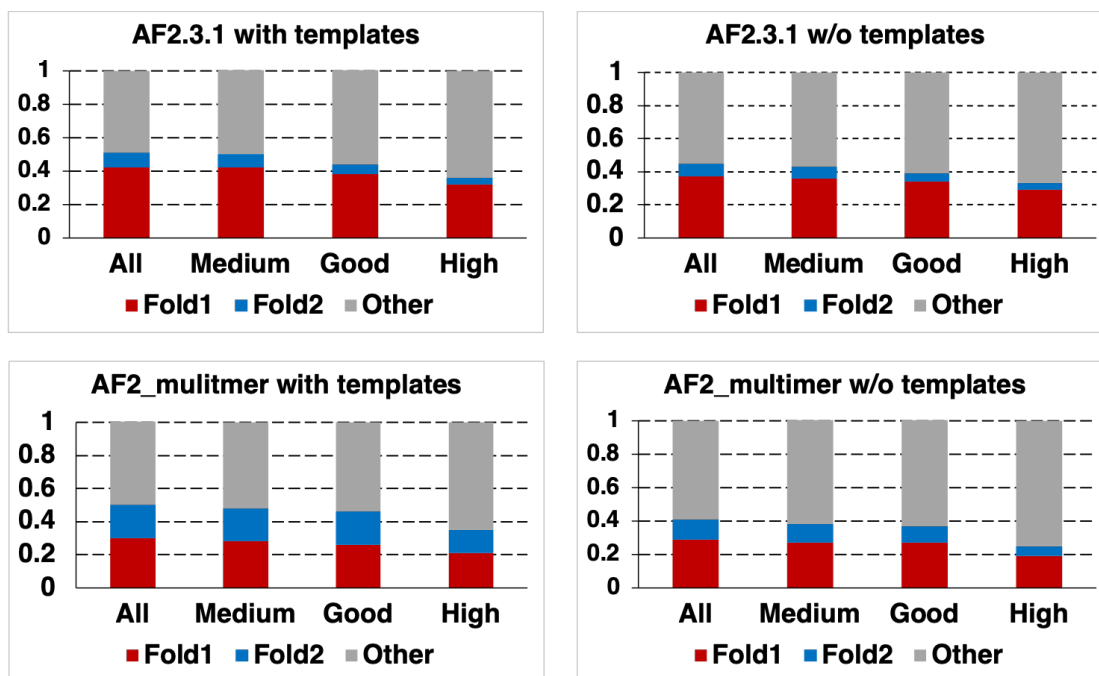 AF2.3.1 with templates
1
0.8
0.6
0.4
0.2
0
All Medium Good High
Fold1 Fold2 Other
AF2.3.1 w/o templates
1
0.8
0.6
0.4
0.2
0
All Medium Good High
Fold1 Fold2 Other
AF2_mulitmer with templates
1
0.8
0.6
0.4
0.2
0
All Medium Good High
Fold1 Fold2 Other
AF2_multimer w/o templates
1
0.8
0.6
0.4
0.2
0
All Medium Good High
Fold1 Fold2 Other